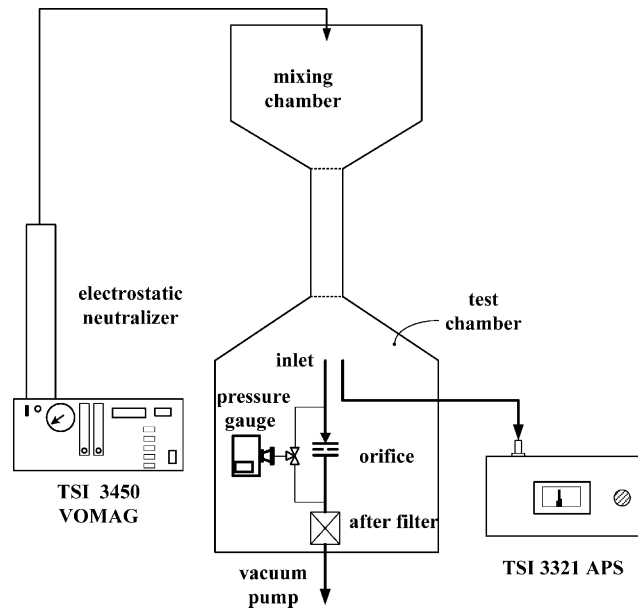 mixing
chamber
electrostatic
neutralizer
test
chamber
inlet
pressure
gauge
orifice
TSI 3450
VOMAG
after filter
vacuum
pump
TSI 3321 APS